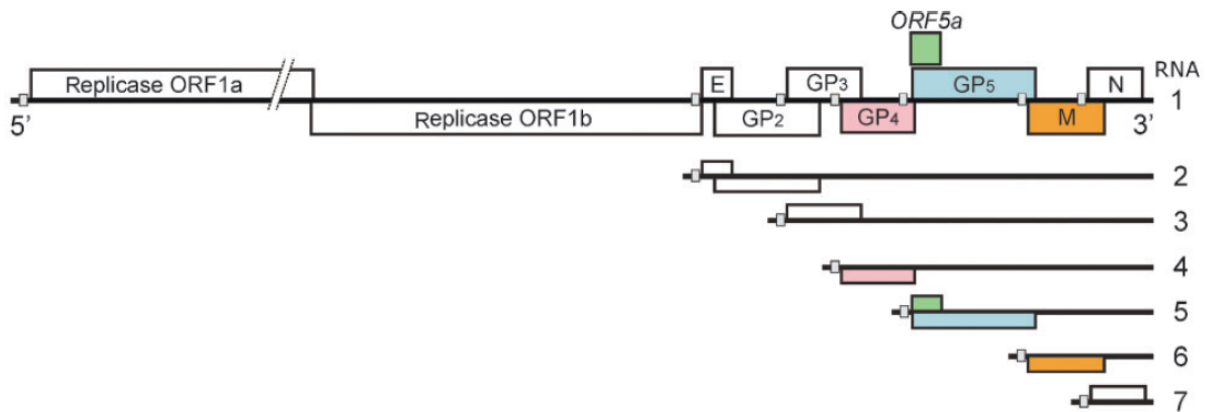 ORF5a
Replicase ORF1a E GP3 GP5 N RNA
5' Replicase ORF1b GP2 GP4 M 3' 1
2
3
4
5
6
7